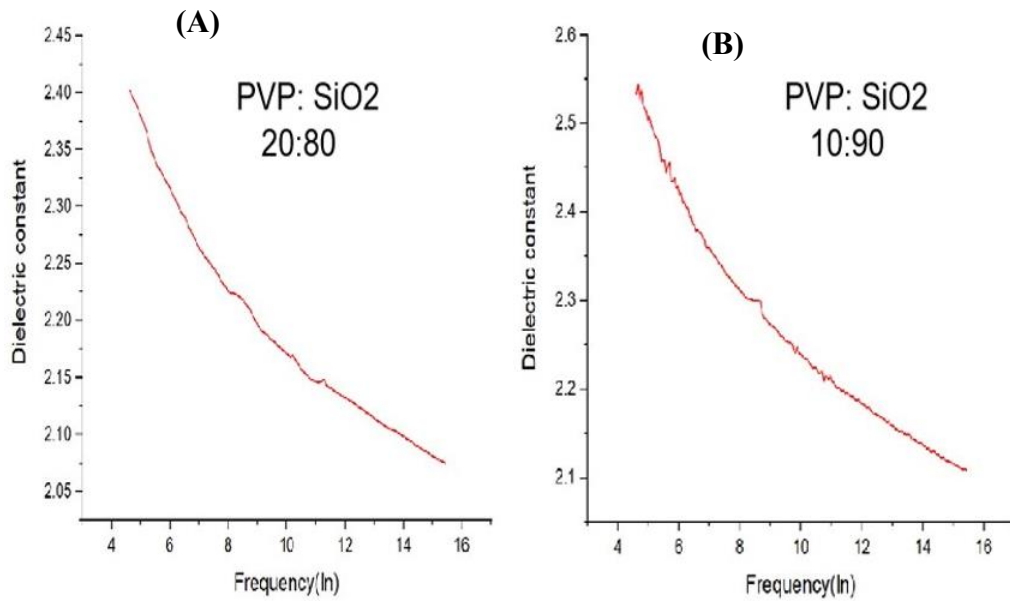 (A)
PVP: SiO2
20:80
Dielectric constant
2.45
2.40
2.35
2.30
2.25
2.20
2.15
2.10
2.05
4 6 8 10 12 14 16
Frequency(ln)
(B)
PVP: SiO2
10:90
Dielectric constant
2.6
2.5
2.4
2.3
2.2
2.1
4 6 8 10 12 14 16
Frequency(ln)